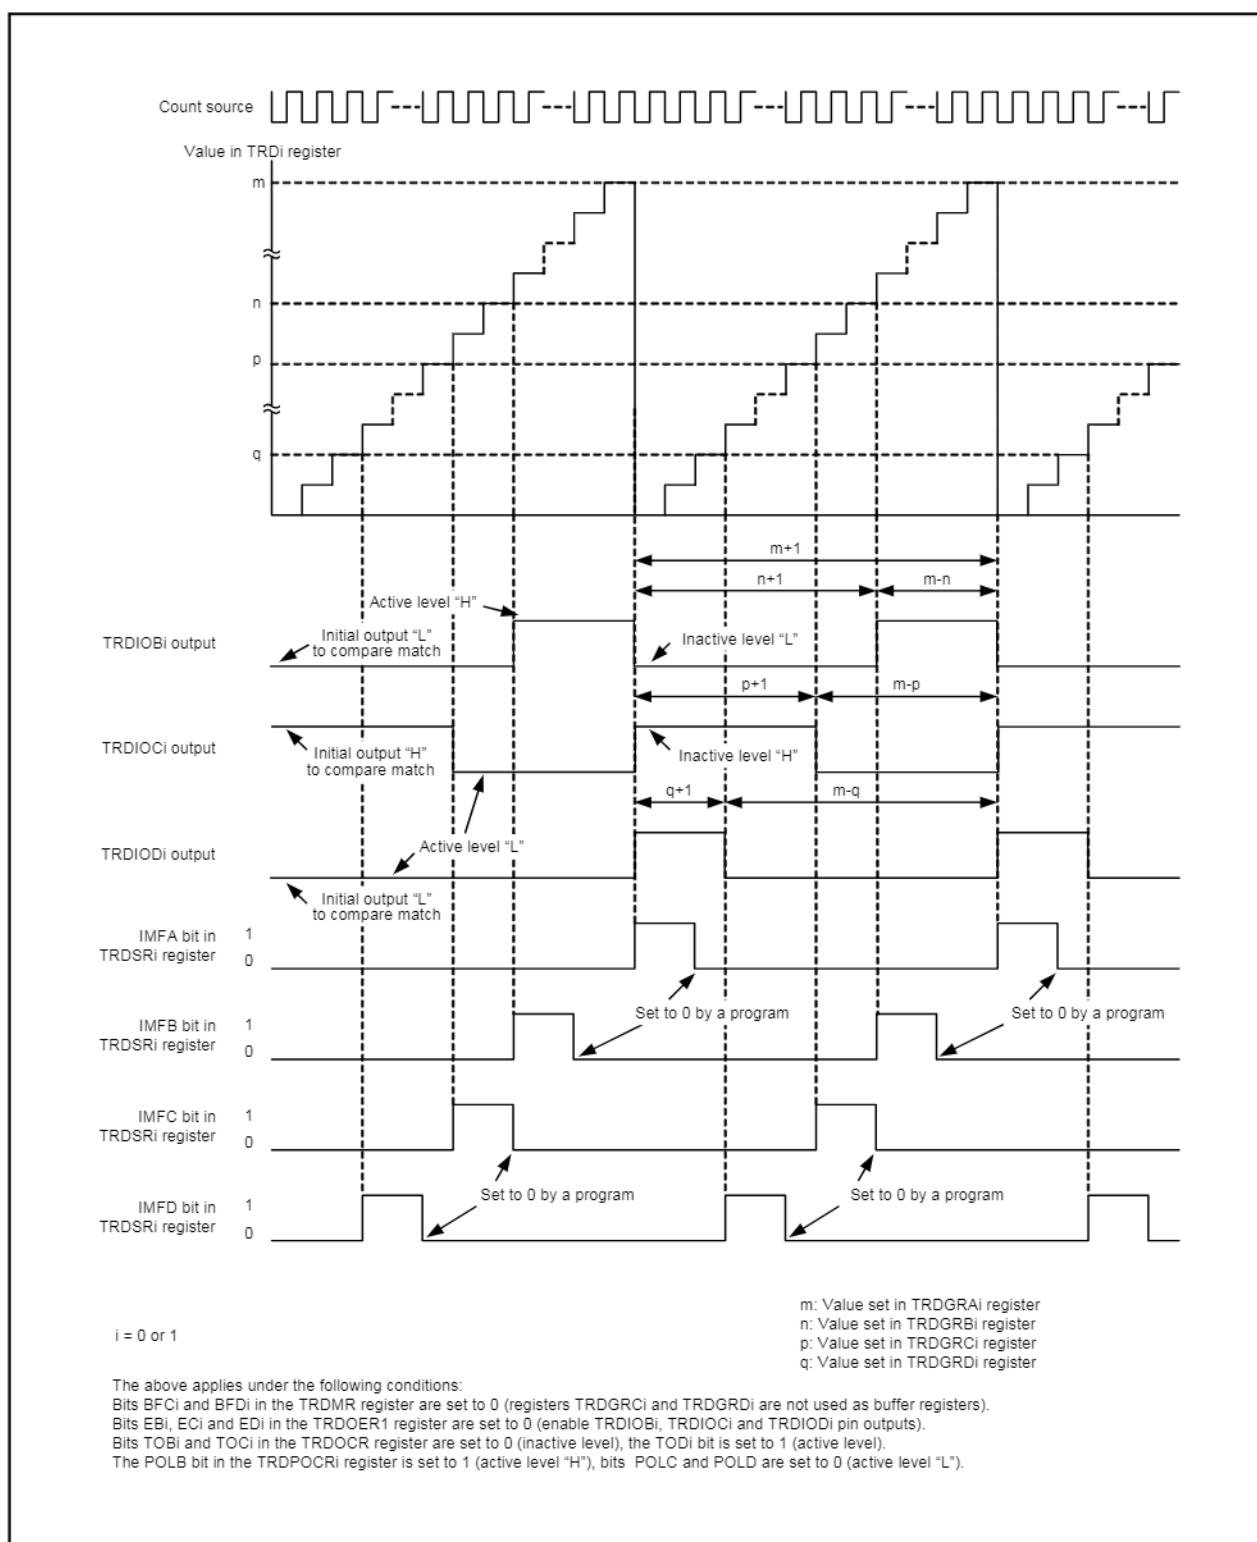 Count source
Value in TRDi register
m
n
p
q
m+1
n+1
m-n
Active level “H”
TRDIOBi output
Initial output “L”
to compare match
Inactive level “L”
p+1
m-p
TRDIOCi output
Initial output “H”
to compare match
Inactive level “H”
q+1
m-q
TRDIODi output
Active level “L”
Initial output “L”
to compare match
IMFA bit in
TRDSRi register
1
0
Set to 0 by a program
Set to 0 by a program
IMFB bit in
TRDSRi register
1
0
IMFC bit in
TRDSRi register
1
0
Set to 0 by a program
Set to 0 by a program
IMFD bit in
TRDSRi register
1
0
m: Value set in TRDGRAi register
n: Value set in TRDGRBi register
p: Value set in TRDGRCi register
q: Value set in TRDGRDi register
i = 0 or 1
The above applies under the following conditions:
Bits BFCi and BFDi in the TRDMR register are set to 0 (registers TRDGRCi and TRDGRDi are not used as buffer registers).
Bits EBi, ECi and EDi in the TRDOER1 register are set to 0 (enable TRDIOBi, TRDIOCi and TRDIODi pin outputs).
Bits TOBi and TOCi in the TRDOCR register are set to 0 (inactive level), the TODi bit is set to 1 (active level).
The POLB bit in the TRDPOCRi register is set to 1 (active level “H”), bits POLC and POLD are set to 0 (active level “L”).